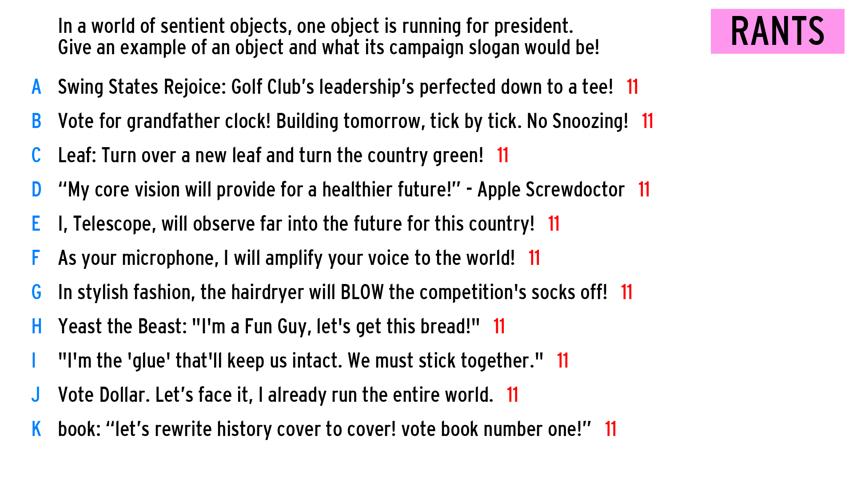 In a world of sentient objects, one object is running for president.
Give an example of an object and what its campaign slogan would be!
RANTS
A Swing States Rejoice: Golf Club's leadership's perfected down to a tee! 11
B Vote for grandfather clock! Building tomorrow, tick by tick. No Snoozing! 11
C Leaf: Turn over a new leaf and turn the country green! 11
D “My core vision will provide for a healthier future!” - Apple Screwdoctor 11
E I, Telescope, will observe far into the future for this country! 11
F As your microphone, I will amplify your voice to the world! 11
G In stylish fashion, the hairdryer will BLOW the competition's socks off! 11
H Yeast the Beast: "I'm a Fun Guy, let's get this bread!" 11
I "I'm the 'glue' that'll keep us intact. We must stick together." 11
J Vote Dollar. Let’s face it, I already run the entire world. 11
K book: “let’s rewrite history cover to cover! vote book number one!” 11